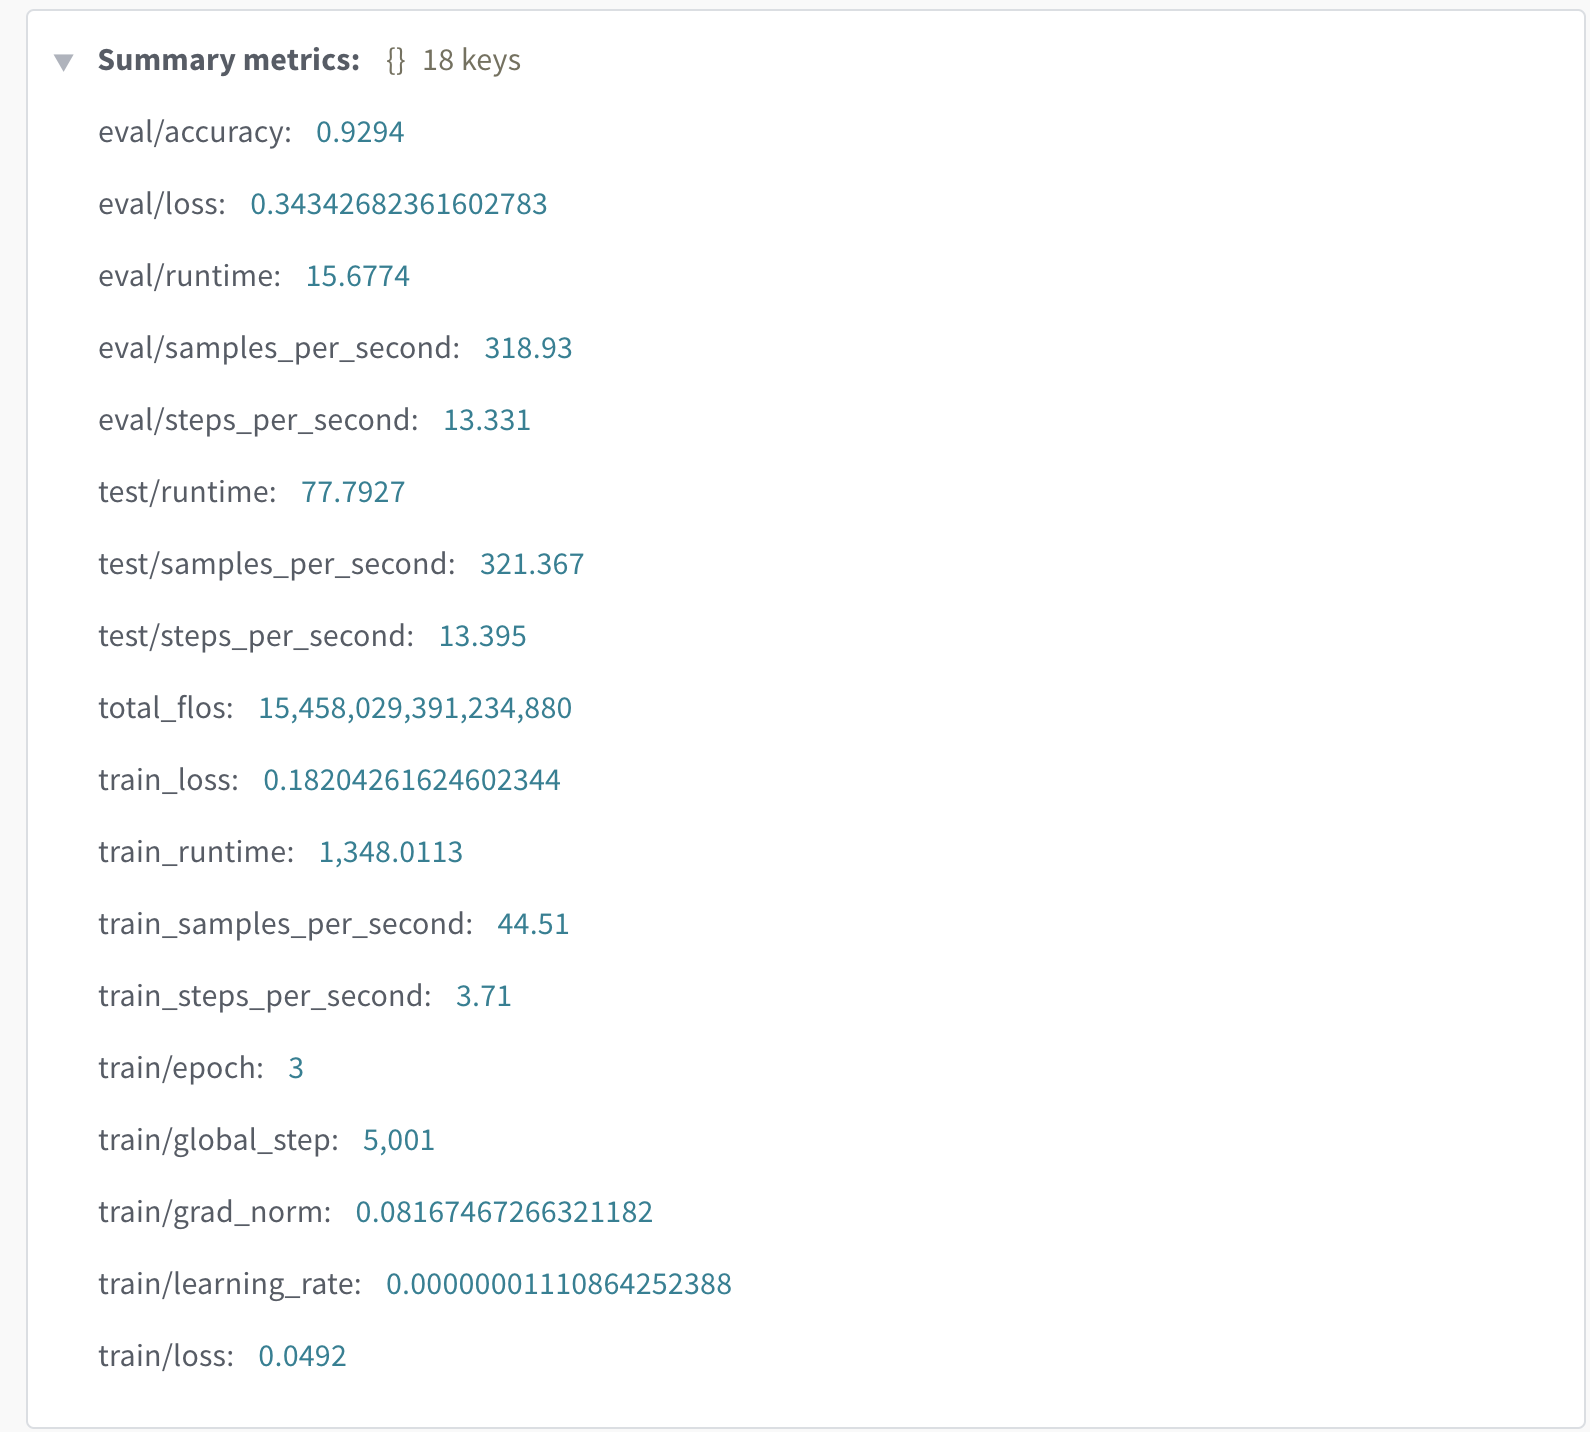 Summary metrics: {} 18 keys
eval/accuracy: 0.9294
eval/loss: 0.34342682361602783
eval/runtime: 15.6774
eval/samples_per_second: 318.93
eval/steps_per_second: 13.331
test/runtime: 77.7927
test/samples_per_second: 321.367
test/steps_per_second: 13.395
total_flos: 15,458,029,391,234,880
train_loss: 0.18204261624602344
train_runtime: 1,348.0113
train_samples_per_second: 44.51
train_steps_per_second: 3.71
train/epoch: 3
train/global_step: 5,001
train/grad_norm: 0.08167467266321182
train/learning_rate: 0.00000001110864252388
train/loss: 0.0492